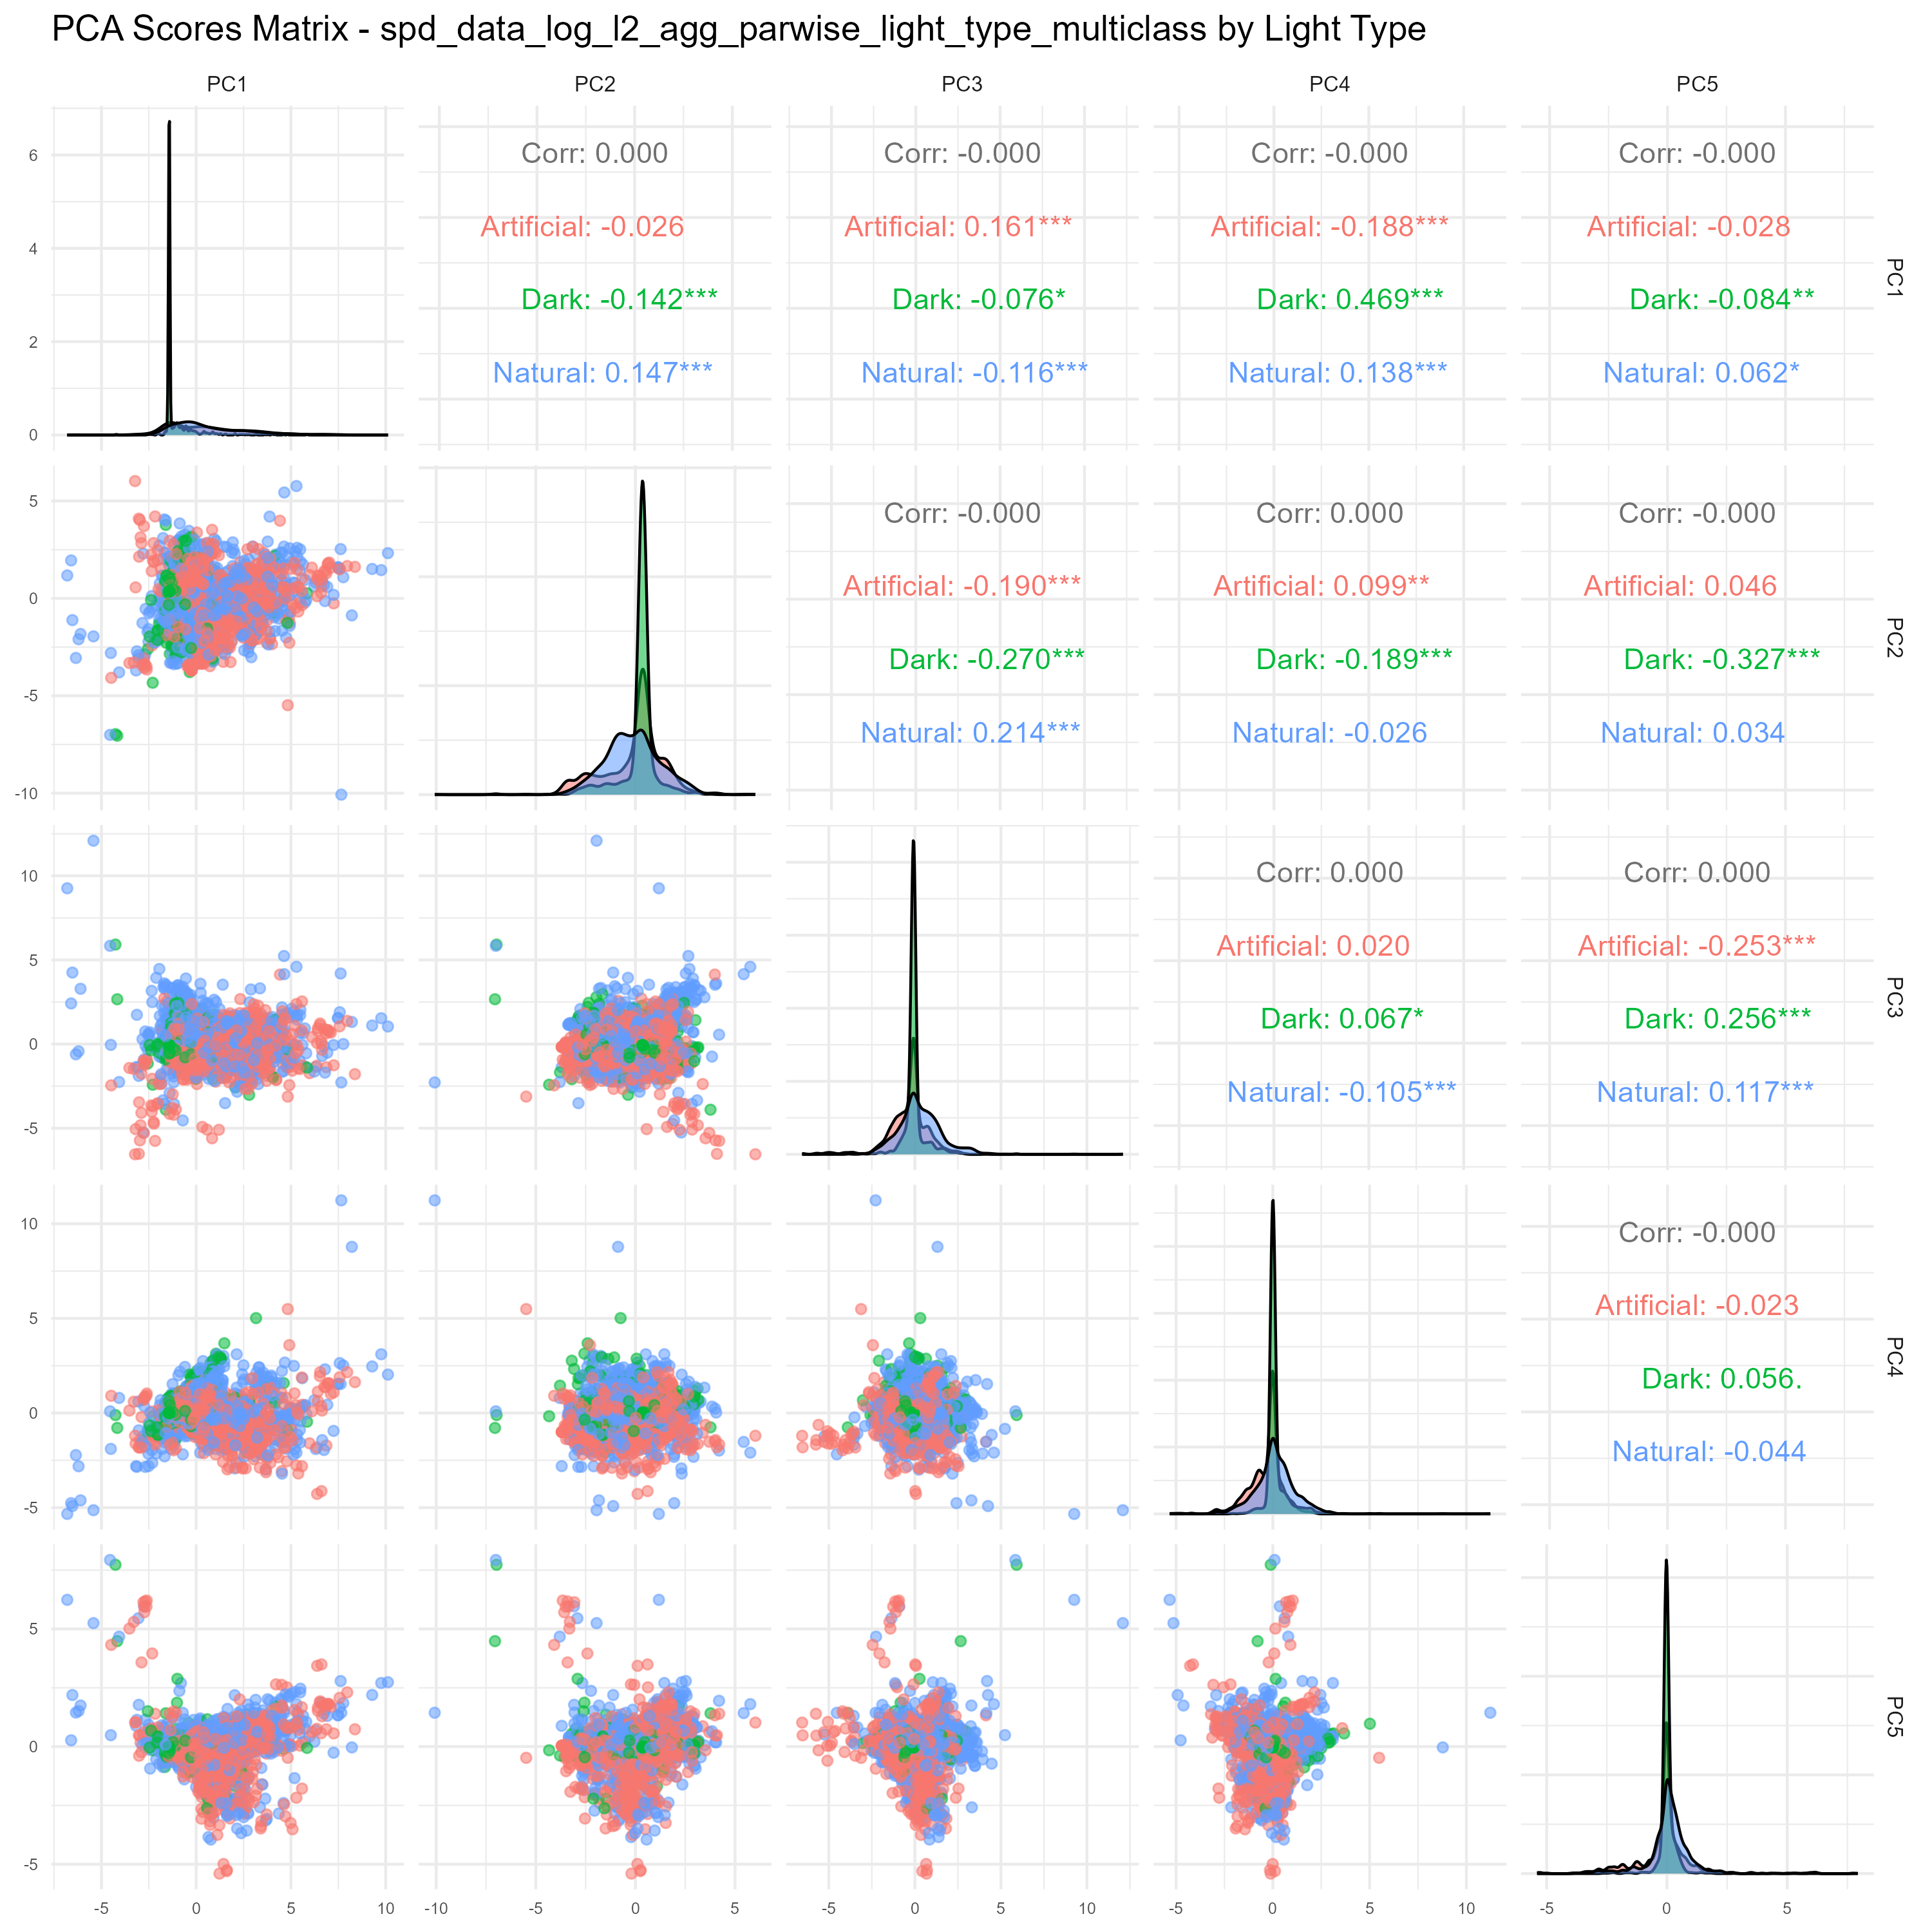 PCA Scores Matrix - spd_data_log_l2_agg_parwise_light_type_multiclass by Light Type
PC1 PC2 PC3 PC4 PC5
6
4
2
0
Corr: 0.000
Artificial: -0.026
Dark: -0.142***
Natural: 0.147***
Corr: -0.000
Artificial: 0.161***
Dark: -0.076*
Natural: -0.116***
Corr: -0.000
Artificial: -0.188***
Dark: 0.469***
Natural: 0.138***
Corr: -0.000
Artificial: -0.028
Dark: -0.084**
Natural: 0.062*
PC1
5
0
-5
-10
Corr: -0.000
Artificial: -0.190***
Dark: -0.270***
Natural: 0.214***
Corr: 0.000
Artificial: 0.099**
Dark: -0.189***
Natural: -0.026
Corr: -0.000
Artificial: 0.046
Dark: -0.327***
Natural: 0.034
PC2
10
5
0
-5
Corr: 0.000
Artificial: 0.020
Dark: 0.067*
Natural: -0.105***
Corr: 0.000
Artificial: -0.253***
Dark: 0.256***
Natural: 0.117***
PC3
10
5
0
-5
Corr: -0.000
Artificial: -0.023
Dark: 0.056.
Natural: -0.044
PC4
5
0
-5
PC5
-5 0 5 10
-10 -5 0 5
-5 0 5 10
-5 0 5 10
-5 0 5